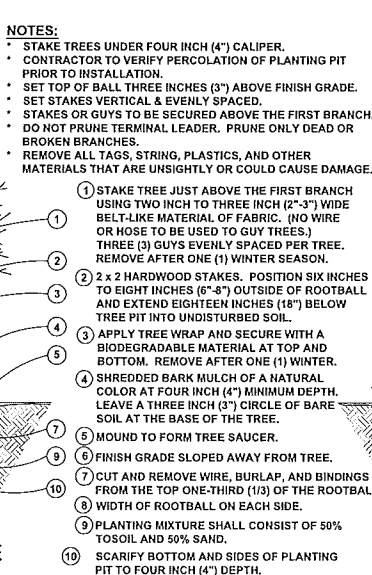 NOTES:
* STAKE TREES UNDER FOUR INCH (4") CALIPER.
* CONTRACTOR TO VERIFY PERCOLATION OF PLANTING PIT
PRIOR TO INSTALLATION.
* SET TOP OF BALL THREE INCHES (3") ABOVE FINISH GRADE.
* SET STAKES VERTICAL & EVENLY SPACED.
* STAKES OR GUYS TO BE SECURED ABOVE THE FIRST BRANCH
* DO NOT PRUNE TERMINAL LEADER. PRUNE ONLY DEAD OR
BROKEN BRANCHES.
* REMOVE ALL TAGS, STRING, PLASTICS, AND OTHER
MATERIALS THAT ARE UNSIGHTLY OR COULD CAUSE DAMAGE.
1 STAKE TREE JUST ABOVE THE FIRST BRANCH
USING TWO INCH TO THREE INCH (2"-3") WIDE
BELT-LIKE MATERIAL OF FABRIC. (NO WIRE
OR HOSE TO BE USED TO GUY TREES.)
THREE (3) GUYS EVENLY SPACED PER TREE.
REMOVE AFTER ONE (1) WINTER SEASON.
2 2 x 2 HARDWOOD STAKES. POSITION SIX INCHES
TO EIGHT INCHES (6"-8") OUTSIDE OF ROOTBALL
AND EXTEND EIGHTEEN INCHES (18") BELOW
TREE PIT INTO UNDISTURBED SOIL.
3 APPLY TREE WRAP AND SECURE WITH A
BIODEGRADABLE MATERIAL AT TOP AND
BOTTOM. REMOVE AFTER ONE (1) WINTER.
4 SHREDDED BARK MULCH OF A NATURAL
COLOR AT FOUR INCH (4") MINIMUM DEPTH.
LEAVE A THREE INCH (3") CIRCLE OF BARE
SOIL AT THE BASE OF THE TREE.
5 MOUND TO FORM TREE SAUCER.
6 FINISH GRADE SLOPED AWAY FROM TREE.
7 CUT AND REMOVE WIRE, BURLAP, AND BINDINGS
FROM THE TOP ONE-THIRD (1/3) OF THE ROOTBAL
8 WIDTH OF ROOTBALL ON EACH SIDE.
9 PLANTING MIXTURE SHALL CONSIST OF 50%
TOSOIL AND 50% SAND.
10 SCARIFY BOTTOM AND SIDES OF PLANTING
PIT TO FOUR INCH (4") DEPTH.
1
2
3
4
5
7
9
10